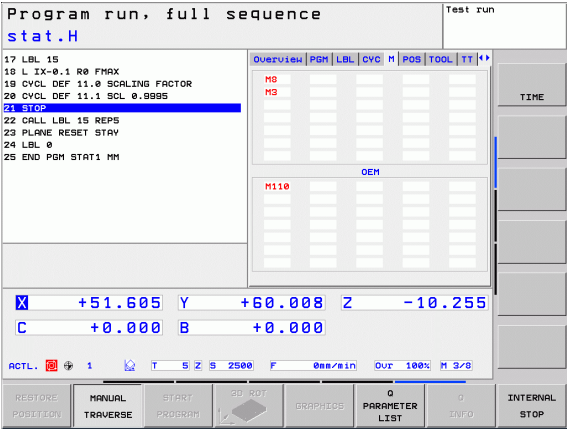 Program run, full sequence
Test run
stat.H
17 LBL 15
18 L IX-0.1 R0 FMAX
19 CYCL DEF 11.0 SCALING FACTOR
20 CYCL DEF 11.1 SCL 0.9995
21 STOP
22 CALL LBL 15 REP5
23 PLANE RESET STAY
24 LBL 0
25 END PGM STAT1 MM
Overview PGM LBL CYC M POS TOOL TT
M8
M3
OEM
M110
TIME
X +51.605 Y +60.008 Z -10.255
C +0.000 B +0.000
ACTL. 1 T 5 Z S 2500 F 0mm/min Ovr 100% M 3/8
RESTORE POSITION
MANUAL TRAVERSE
START PROGRAM
3D ROT
GRAPHICS
Q PARAMETER LIST
Q INFO
INTERNAL STOP